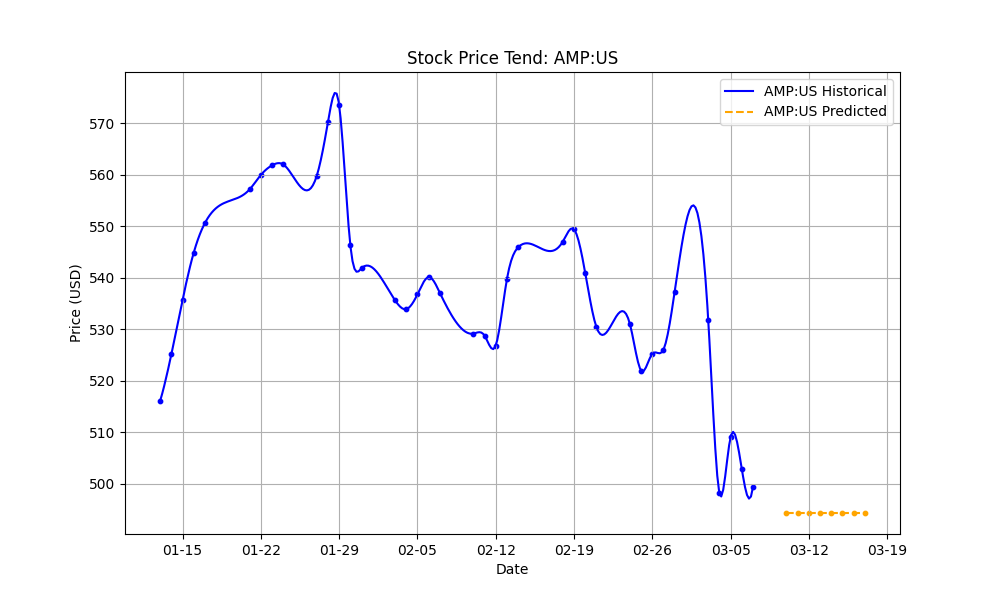 Stock Price Tend: AMP:US
AMP:US Historical
AMP:US Predicted
Price (USD)
570
560
550
540
530
520
510
500
01-15 01-22 01-29 02-05 02-12 02-19 02-26 03-05 03-12 03-19
Date